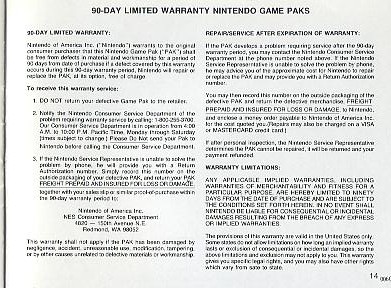 90-DAY LIMITED WARRANTY NINTENDO GAME PAKS
90-DAY LIMITED WARRANTY:
Nintendo of America Inc. ("Nintendo") warrants to the original
consumer purchaser that this Nintendo Game Pak ("PAK") shall
be free from defects in material and workmanship for a period of
90 days from date of purchase. If a defect covered by this warranty
occurs during this 90-day warranty period, Nintendo will repair or
replace the PAK, at its option, free of charge.
To receive this warranty service:
1. DO NOT return your defective Game Pak to the retailer.
2. Notify the Nintendo Consumer Service Department of the
problem requiring warranty service by calling: 1-800-255-3700.
Our Consumer Service Department is in operation from 4:00
A.M. to 10:00 P.M. Pacific Time, Monday through Saturday
(times subject to change.) Please Do Not send your Pak to
Nintendo before calling the Consumer Service Department.
3. If the Nintendo Service Representative is unable to solve the
problem by phone, he will provide you with a Return
Authorization number. Simply record this number on the
outside packaging of your defective PAK, and return your PAK
FREIGHT PREPAID AND INSURED FOR LOSS OR DAMAGE,
together with your sales slip or similar proof-of-purchase within
the 90-day warranty period to:
Nintendo of America Inc.
NES Consumer Service Department
4820 — 150th Avenue N.E.
Redmond, WA 98052
This warranty shall not apply if the PAK has been damaged by
negligence, accident, unreasonable use, modification, tampering,
or by other causes unrelated to defective materials or workmanship.
REPAIR/SERVICE AFTER EXPIRATION OF WARRANTY:
If the PAK develops a problem requiring service after the 90-day
warranty period, you may contact the Nintendo Consumer Service
Department at the phone number noted above. If the Nintendo
Service Representative is unable to solve the problem by phone,
he may advise you of the approximate cost for Nintendo to repair
or replace the PAK and may provide you with a Return Authorization
number.
You may then record this number on the outside packaging of the
defective PAK and return the defective merchandise, FREIGHT
PREPAID AND INSURED FOR LOSS OR DAMAGE, to Nintendo,
and enclose a money order payable to Nintendo of America Inc.
for the cost quoted you. (Repairs may also be charged on a VISA
or MASTERCARD credit card.)
If after personal inspection, the Nintendo Service Representative
determines the PAK cannot be repaired, it will be returned and your
payment refunded.
WARRANTY LIMITATIONS:
ANY APPLICABLE IMPLIED WARRANTIES, INCLUDING
WARRANTIES OF MERCHANTABILITY AND FITNESS FOR A
PARTICULAR PURPOSE, ARE HEREBY LIMITED TO NINETY
DAYS FROM THE DATE OF PURCHASE AND ARE SUBJECT TO
THE CONDITIONS SET FORTH HEREIN. IN NO EVENT SHALL
NINTENDO BE LIABLE FOR CONSEQUENTIAL OR INCIDENTAL
DAMAGES RESULTING FROM THE BREACH OF ANY EXPRESS
OR IMPLIED WARRANTIES.
The provisions of this warranty are valid in the United States only.
Some states do not allow limitations on how long an implied warranty
lasts or exclusion of consequential or incidental damages, so the
above limitations and exclusion may not apply to you. This warranty
gives you specific legal rights, and you may also have other rights
which vary from state to state.
14